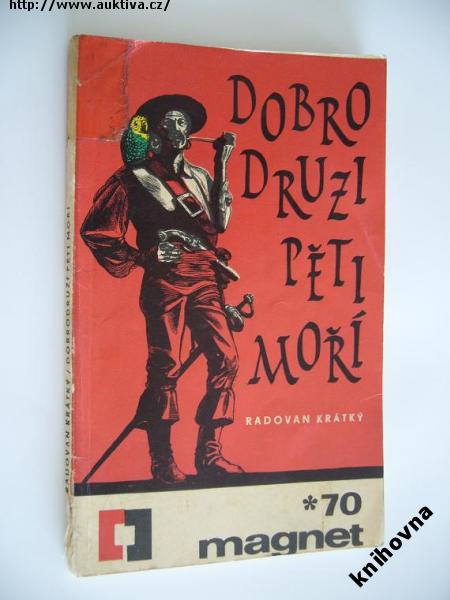 http://www.auktiva.cz/
DOBRO
DRUZI
PĚTI
MOŘÍ
RADOVAN KRÁTKÝ
RADOVAN KRÁTKÝ / DOBRODRUZI PĚTI MOŘÍ
*70
magnet
knihovna